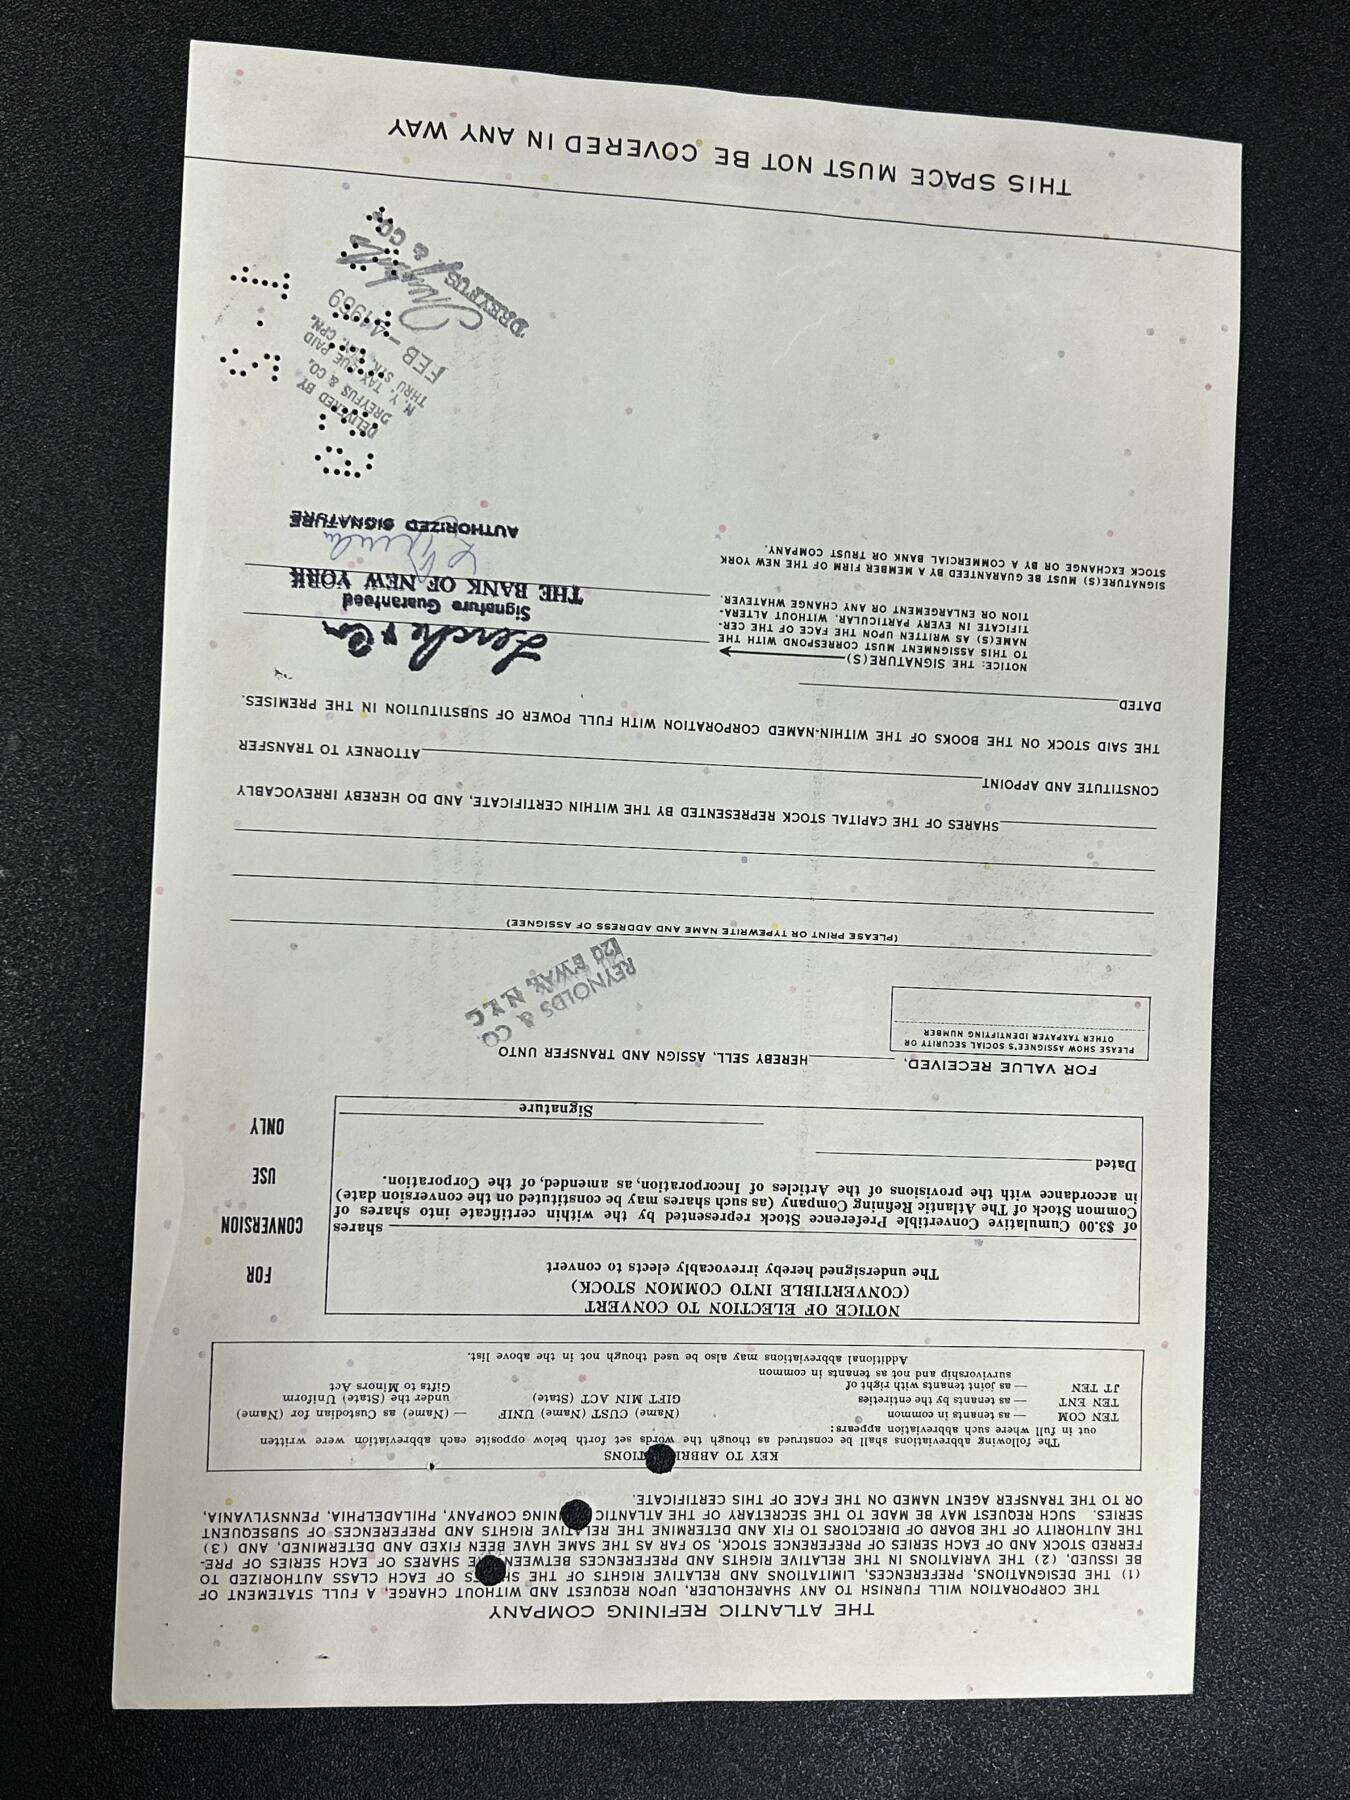 THE ATLANTIC REFINING COMPANY
THE CORPORATION WILL FURNISH TO ANY SHAREHOLDER, UPON REQUEST AND WITHOUT CHARGE, A FULL STATEMENT OF
(1) THE DESIGNATIONS, PREFERENCES, LIMITATIONS AND RELATIVE RIGHTS OF THE OF EACH CLASS AUTHORIZED TO
BE ISSUED, (2) THE VARIATIONS IN THE RELATIVE RIGHTS AND PREFERENCES BETWEEN SHARES OF EACH SERIES OF PRE-
FERRED STOCK AND OF EACH SERIES OF PREFERENCE STOCK, SO FAR AS THE SAME HAVE BEEN FIXED AND DETERMINED, AND (3)
THE AUTHORITY OF THE BOARD OF DIRECTORS TO FIX AND DETERMINE THE RELATIVE RIGHTS AND PREFERENCES OF SUBSEQUENT
SERIES. SUCH REQUEST MAY BE MADE TO THE SECRETARY OF THE ATLANTIC COMPANY, PHILADELPHIA, PENNSYLVANIA,
OR TO THE TRANSFER AGENT NAMED ON THE FACE OF THIS CERTIFICATE.
KEY TO
The following abbreviations shall be construed as though the words set forth below opposite each abbreviation were written
out in full where such abbreviation appears:
TEN COM — as tenants in common (Name) CUST (Name) UNIF — (Name) as Custodian for (Name)
TEN ENT — as tenants by the entireties GIFT MIN ACT (State) under the (State) Uniform
JT TEN — as joint tenants with right of Gifts to Minors Act
survivorship and not as tenants in common
Additional abbreviations may also be used though not in the above list.
NOTICE OF ELECTION TO CONVERT
(CONVERTIBLE INTO COMMON STOCK)
The undersigned hereby irrevocably elects to convert
shares
of $3.00 Cumulative Convertible Preference Stock represented by the within certificate into shares of
Common Stock of The Atlantic Refining Company (as such shares may be constituted on the conversion date)
in accordance with the provisions of the Articles of Incorporation, as amended, of the Corporation.
Dated
Signature
FOR
CONVERSION
USE
ONLY
FOR VALUE RECEIVED, HEREBY SELL, ASSIGN AND TRANSFER UNTO
PLEASE SHOW ASSIGNEE'S SOCIAL SECURITY OR
OTHER TAXPAYER IDENTIFYING NUMBER
REYNOLDS & CO.
120 B'WAY, N.Y.C
(PLEASE PRINT OR TYPEWRITE NAME AND ADDRESS OF ASSIGNEE)
SHARES OF THE CAPITAL STOCK REPRESENTED BY THE WITHIN CERTIFICATE, AND DO HEREBY IRREVOCABLY
CONSTITUTE AND APPOINT ATTORNEY TO TRANSFER
THE SAID STOCK ON THE BOOKS OF THE WITHIN-NAMED CORPORATION WITH FULL POWER OF SUBSTITUTION IN THE PREMISES.
DATED
NOTICE: THE SIGNATURE(S)
TO THIS ASSIGNMENT MUST CORRESPOND WITH THE
NAME(S) AS WRITTEN UPON THE FACE OF THE CER-
TIFICATE IN EVERY PARTICULAR, WITHOUT ALTERA-
TION OR ENLARGEMENT OR ANY CHANGE WHATEVER.
SIGNATURE(S) MUST BE GUARANTEED BY A MEMBER FIRM OF THE NEW YORK
STOCK EXCHANGE OR BY A COMMERCIAL BANK OR TRUST COMPANY.
Lerche & Co
Signature Guaranteed
THE BANK OF NEW YORK
AUTHORIZED SIGNATURE
DELIVERED BY
DREYFUS & CO.
N. Y. TAX DUE PAID
THRU STK. CPN.
FEB - 4 1959
DREYFUS & CO.
THIS SPACE MUST NOT BE COVERED IN ANY WAY